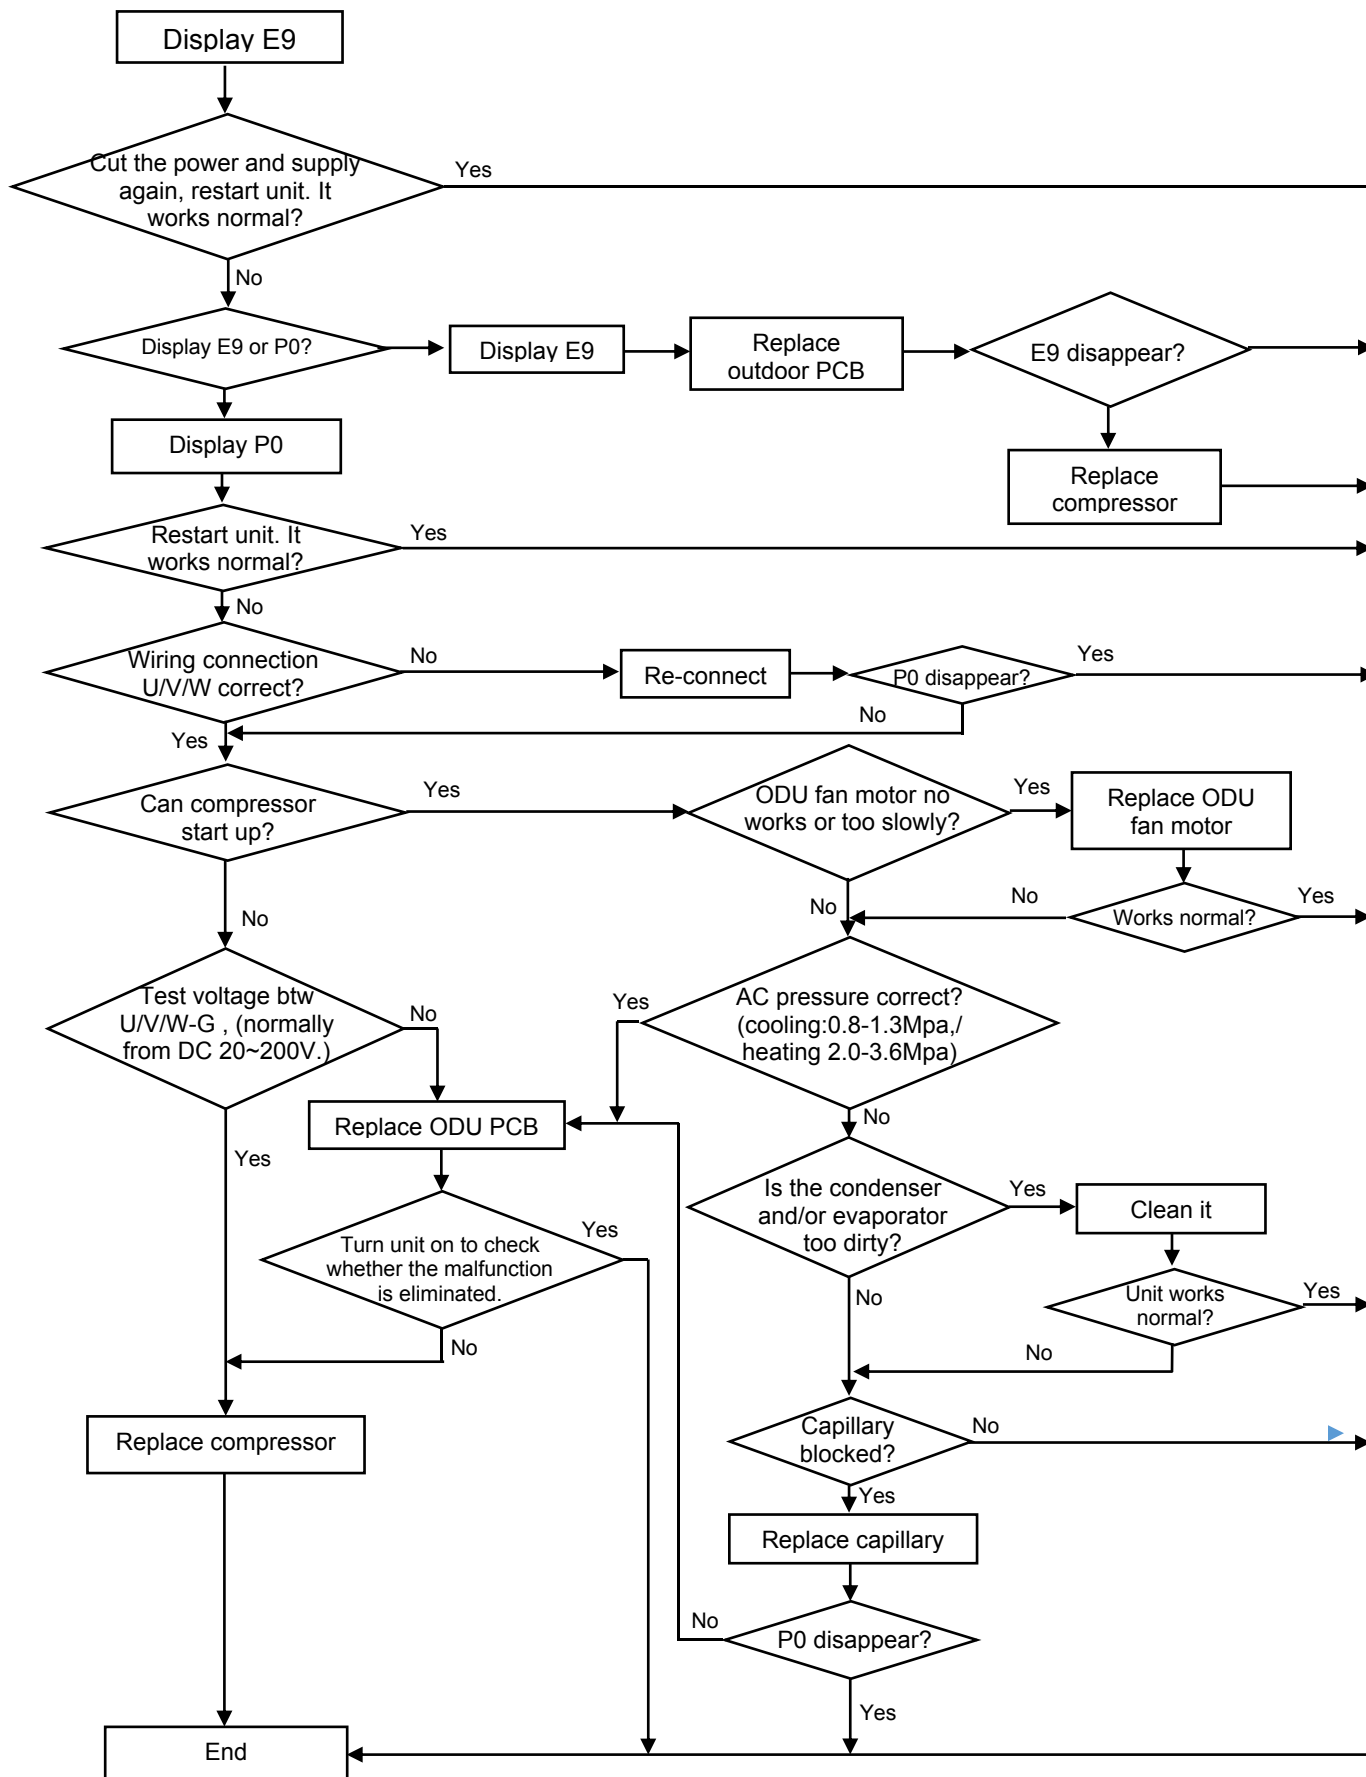 Display E9
Cut the power and supply
again, restart unit. It
works normal?
Yes
No
Display E9 or P0?
Display E9
Replace
outdoor PCB
E9 disappear?
Display P0
Replace
compressor
Restart unit. It
works normal?
Yes
No
Wiring connection
U/V/W correct?
No
Re-connect
P0 disappear?
Yes
No
Yes
Can compressor
start up?
Yes
ODU fan motor no
works or too slowly?
Yes
Replace ODU
fan motor
No
No
No
Works normal?
Yes
Test voltage btw
U/V/W-G , (normally
from DC 20~200V.)
No
Yes
AC pressure correct?
(cooling:0.8-1.3Mpa,/
heating 2.0-3.6Mpa)
No
Replace ODU PCB
Yes
Is the condenser
and/or evaporator
too dirty?
Yes
Clean it
Turn unit on to check
whether the malfunction
is eliminated.
Yes
No
No
Unit works
normal?
Yes
No
Replace compressor
Capillary
blocked?
No
Yes
Replace capillary
No
P0 disappear?
Yes
End